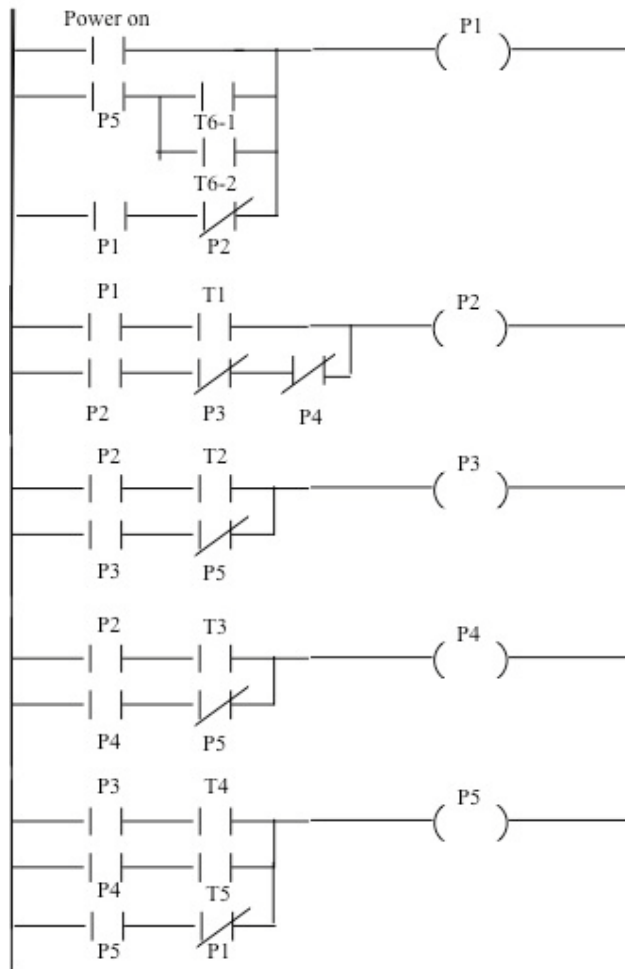 Power on
P1
P5 T6-1
T6-2
P1 P2
P1 T1
P2
P2 P3 P4
P2 T2
P3
P3 P5
P2 T3
P4
P4 P5
P3 T4
P5
P4 T5
P5 P1